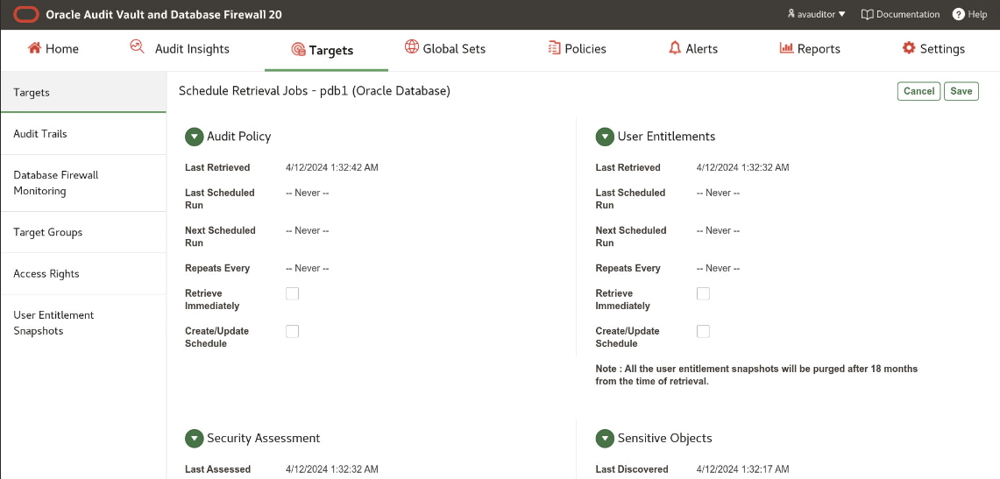 Oracle Audit Vault and Database Firewall 20
avauditor
Documentation
? Help
Home
Audit Insights
Targets
Global Sets
Policies
Alerts
Reports
Settings
Targets
Audit Trails
Database Firewall
Monitoring
Target Groups
Access Rights
User Entitlement
Snapshots
Schedule Retrieval Jobs - pdb1 (Oracle Database)
Cancel
Save
Audit Policy
Last Retrieved 4/12/2024 1:32:42 AM
Last Scheduled -- Never --
Run
Next Scheduled -- Never --
Run
Repeats Every -- Never --
Retrieve
Immediately
Create/Update
Schedule
User Entitlements
Last Retrieved 4/12/2024 1:32:32 AM
Last Scheduled -- Never --
Run
Next Scheduled -- Never --
Run
Repeats Every -- Never --
Retrieve
Immediately
Create/Update
Schedule
Note : All the user entitlement snapshots will be purged after 18 months
from the time of retrieval.
Security Assessment
Last Assessed 4/12/2024 1:32:32 AM
Sensitive Objects
Last Discovered 4/12/2024 1:32:17 AM